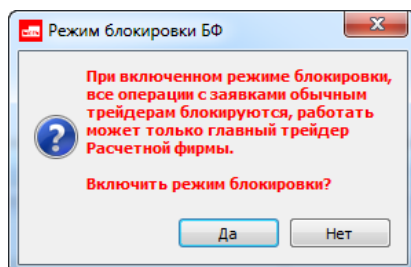 Режим блокировки БФ
При включенном режиме блокировки,
все операции с заявками обычным
трейдерам блокируются, работать
может только главный трейдер
Расчетной фирмы.
Включить режим блокировки?
Да
Нет